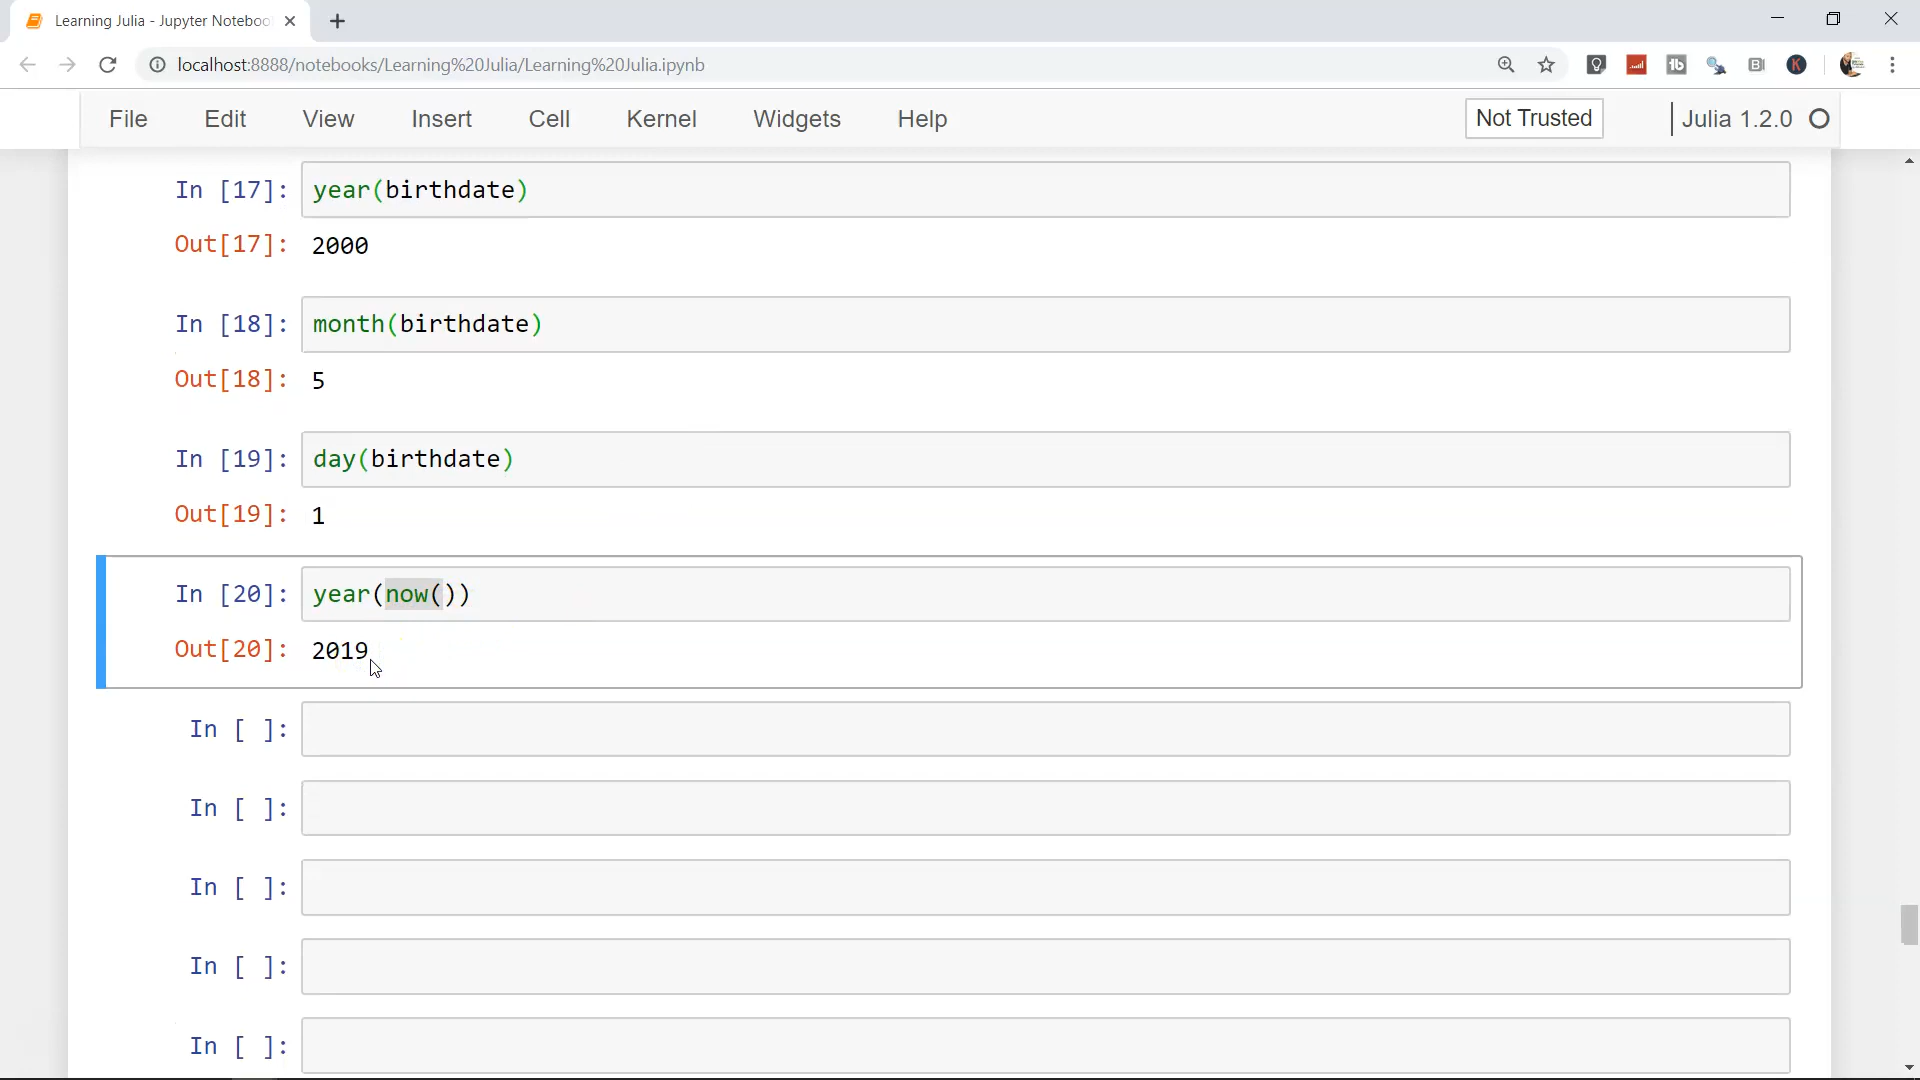 Learning Julia - Jupyter Noteboo
localhost:8888/notebooks/Learning%20Julia/Learning%20Julia.ipynb
File Edit View Insert Cell Kernel Widgets Help Not Trusted Julia 1.2.0
In [17]: year(birthdate)
Out[17]: 2000
In [18]: month(birthdate)
Out[18]: 5
In [19]: day(birthdate)
Out[19]: 1
In [20]: year(now())
Out[20]: 2019
In [ ]:
In [ ]:
In [ ]:
In [ ]:
In [ ]: